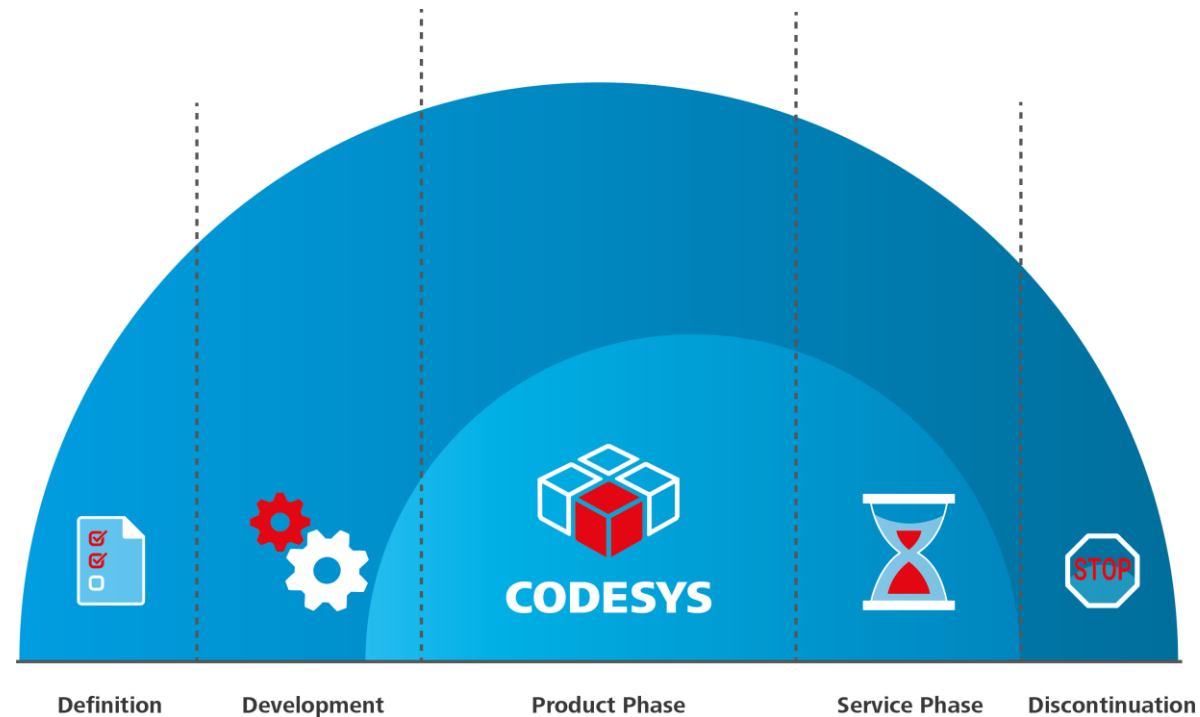 CODESYS
STOP
Definition
Development
Product Phase
Service Phase
Discontinuation